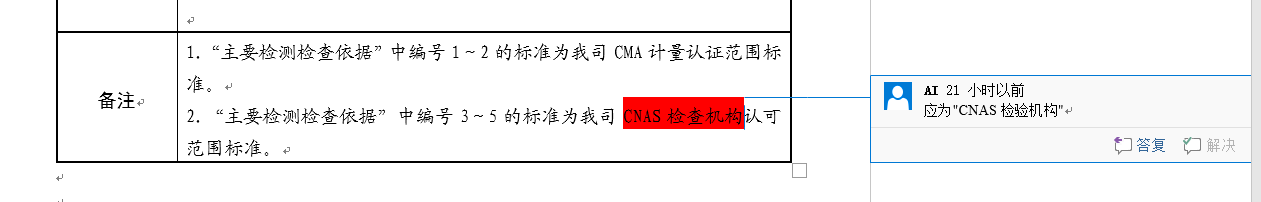 备注
1. “主要检测检查依据”中编号 1～2 的标准为我司 CMA 计量认证范围标
准。
2. “主要检测检查依据”中编号 3～5 的标准为我司 CNAS 检查机构认可
范围标准。
AI 21 小时以前
应为"CNAS 检验机构"
答复 解决